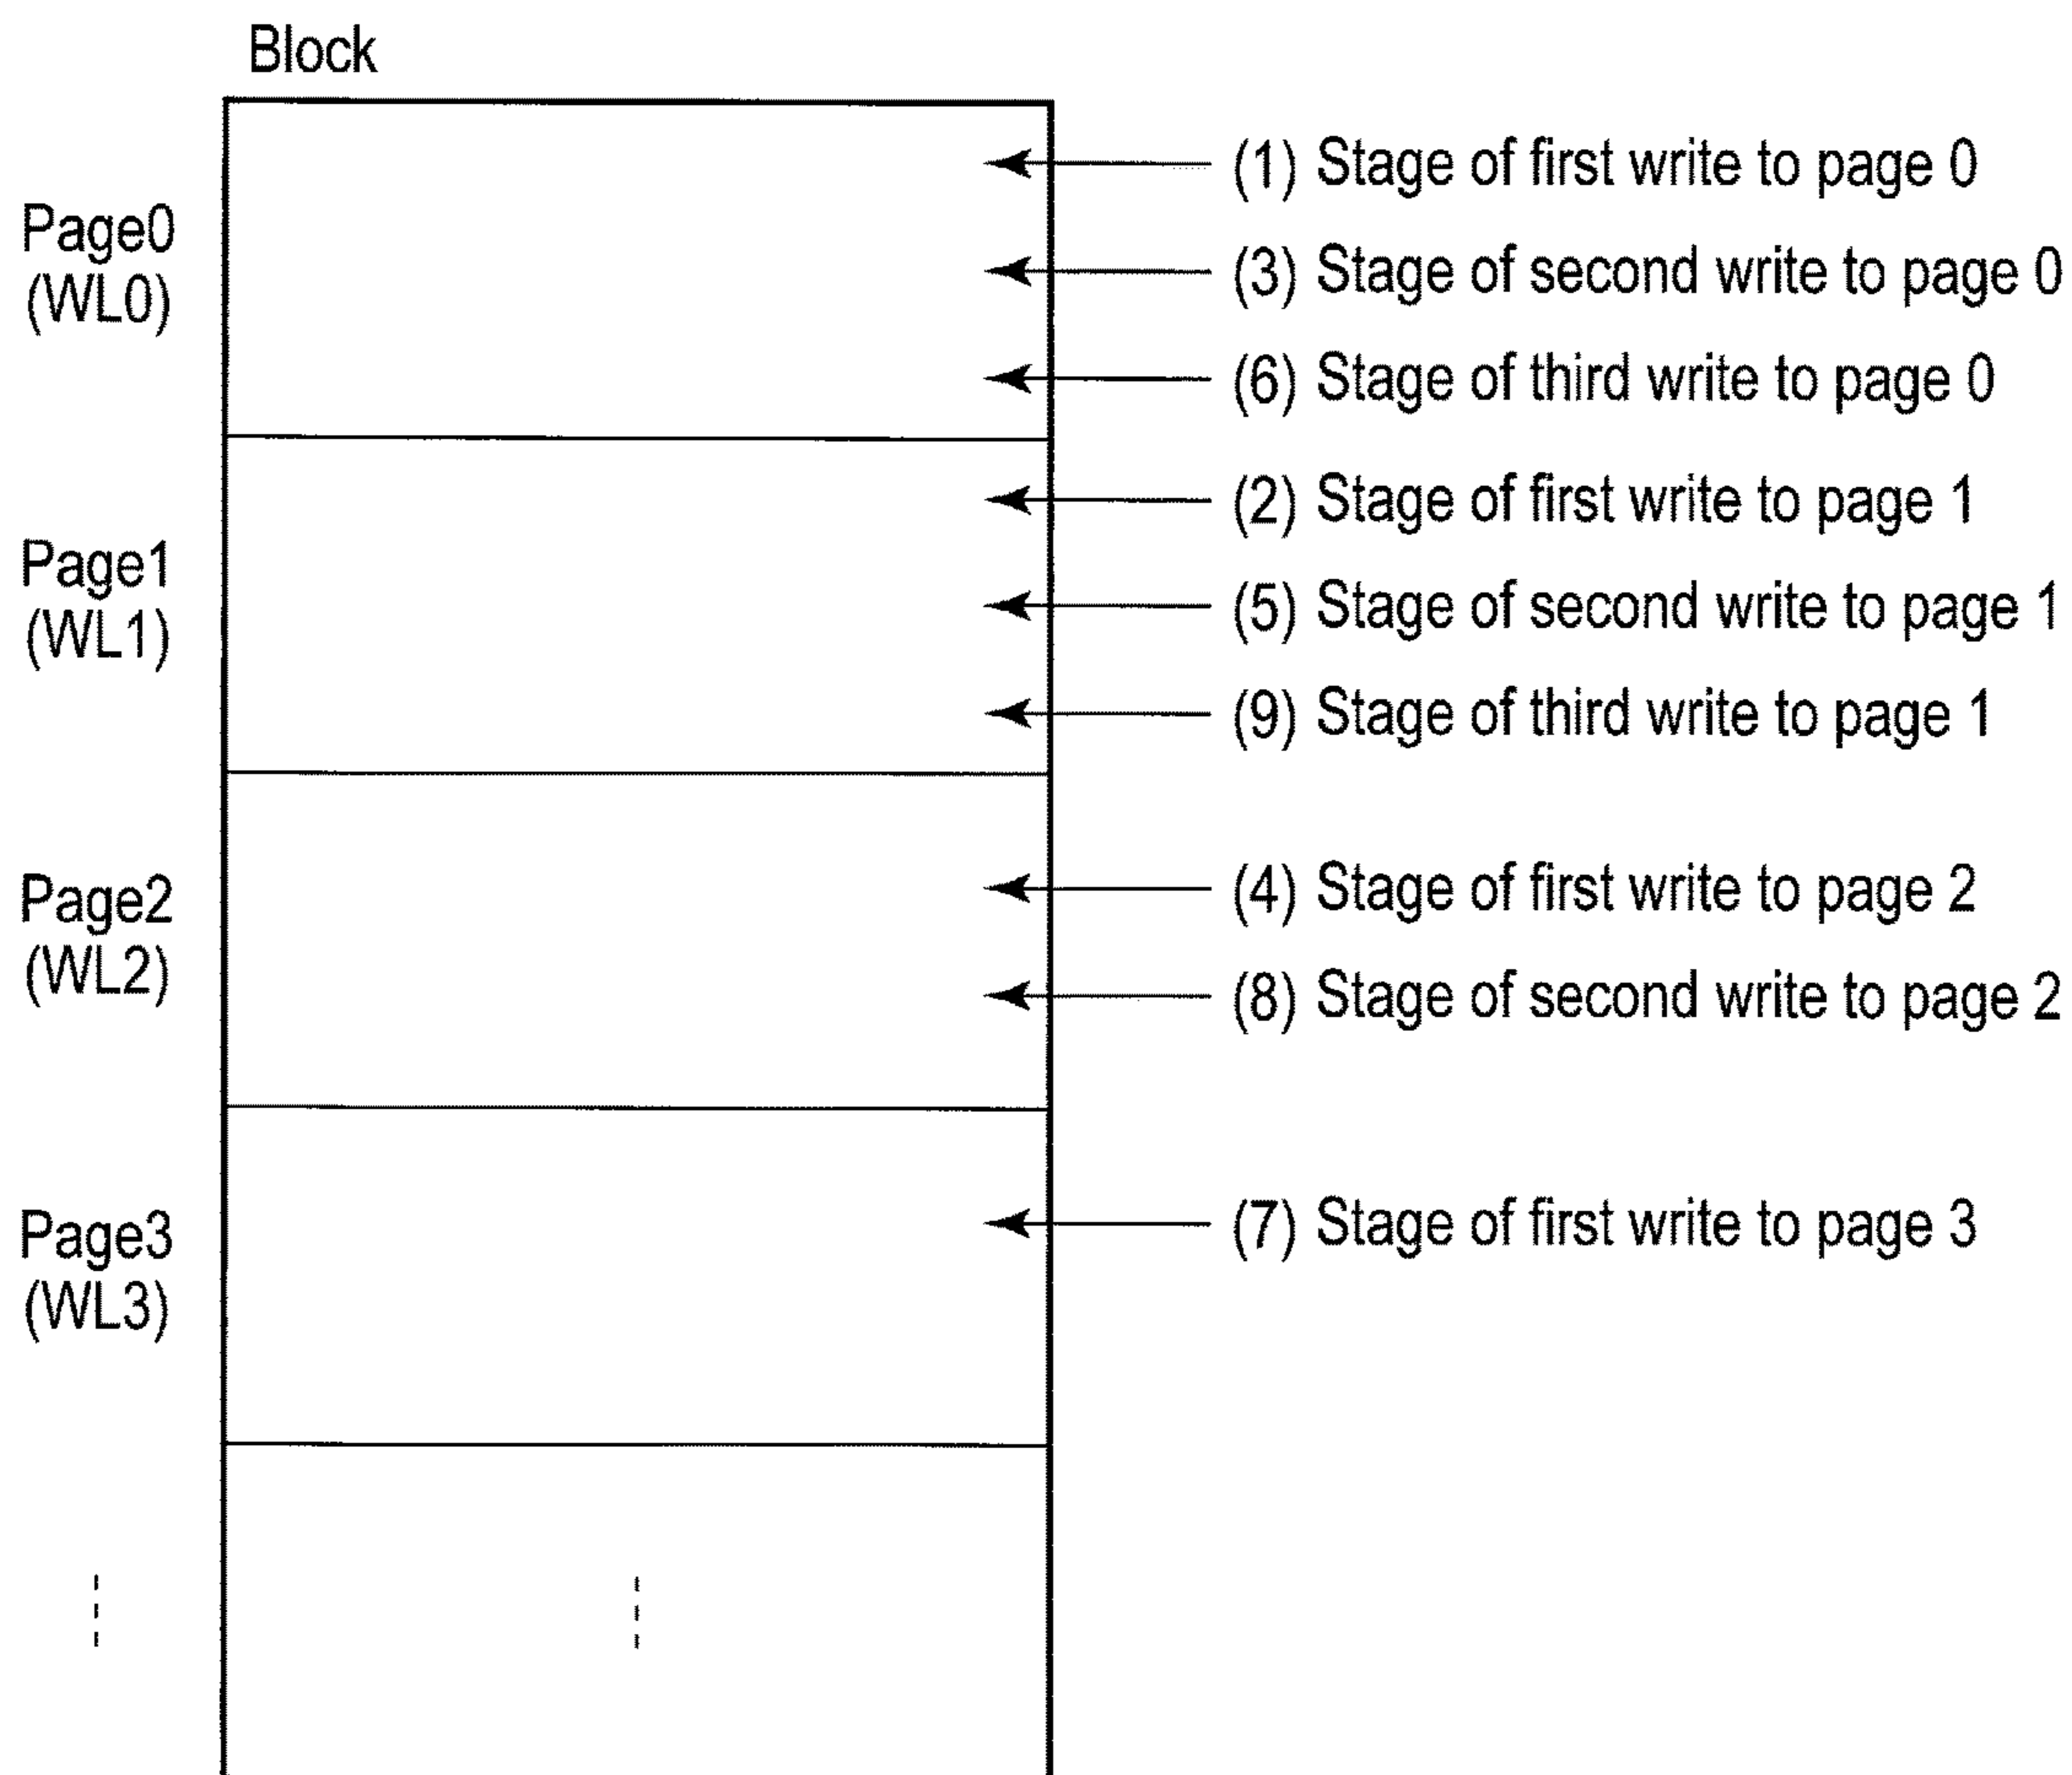 Block
Page0
(WL0)
(1) Stage of first write to page 0
(3) Stage of second write to page 0
(6) Stage of third write to page 0
Page1
(WL1)
(2) Stage of first write to page 1
(5) Stage of second write to page 1
(9) Stage of third write to page 1
Page2
(WL2)
(4) Stage of first write to page 2
(8) Stage of second write to page 2
Page3
(WL3)
(7) Stage of first write to page 3